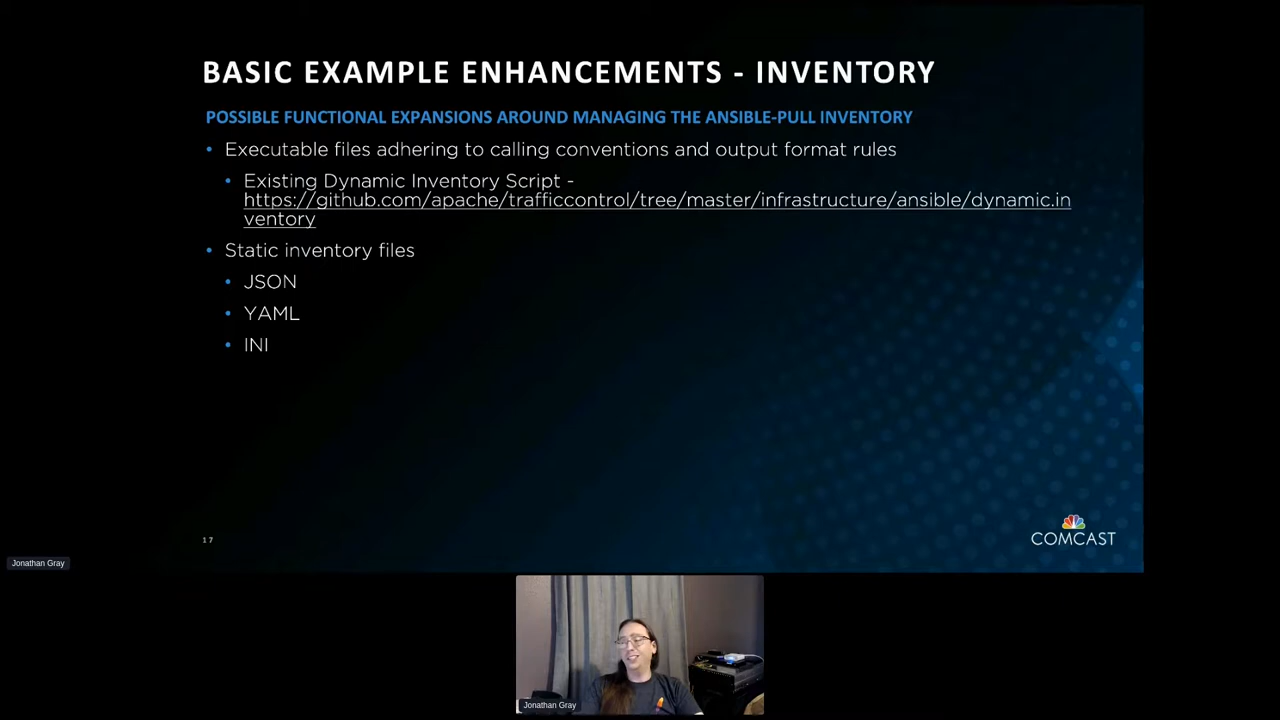 BASIC EXAMPLE ENHANCEMENTS - INVENTORY
POSSIBLE FUNCTIONAL EXPANSIONS AROUND MANAGING THE ANSIBLE-PULL INVENTORY
• Executable files adhering to calling conventions and output format rules
• Existing Dynamic Inventory Script -
https://github.com/apache/trafficcontrol/tree/master/infrastructure/ansible/dynamic.in
ventory
• Static inventory files
• JSON
• YAML
• INI
17
COMCAST
Jonathan Gray
Jonathan Gray